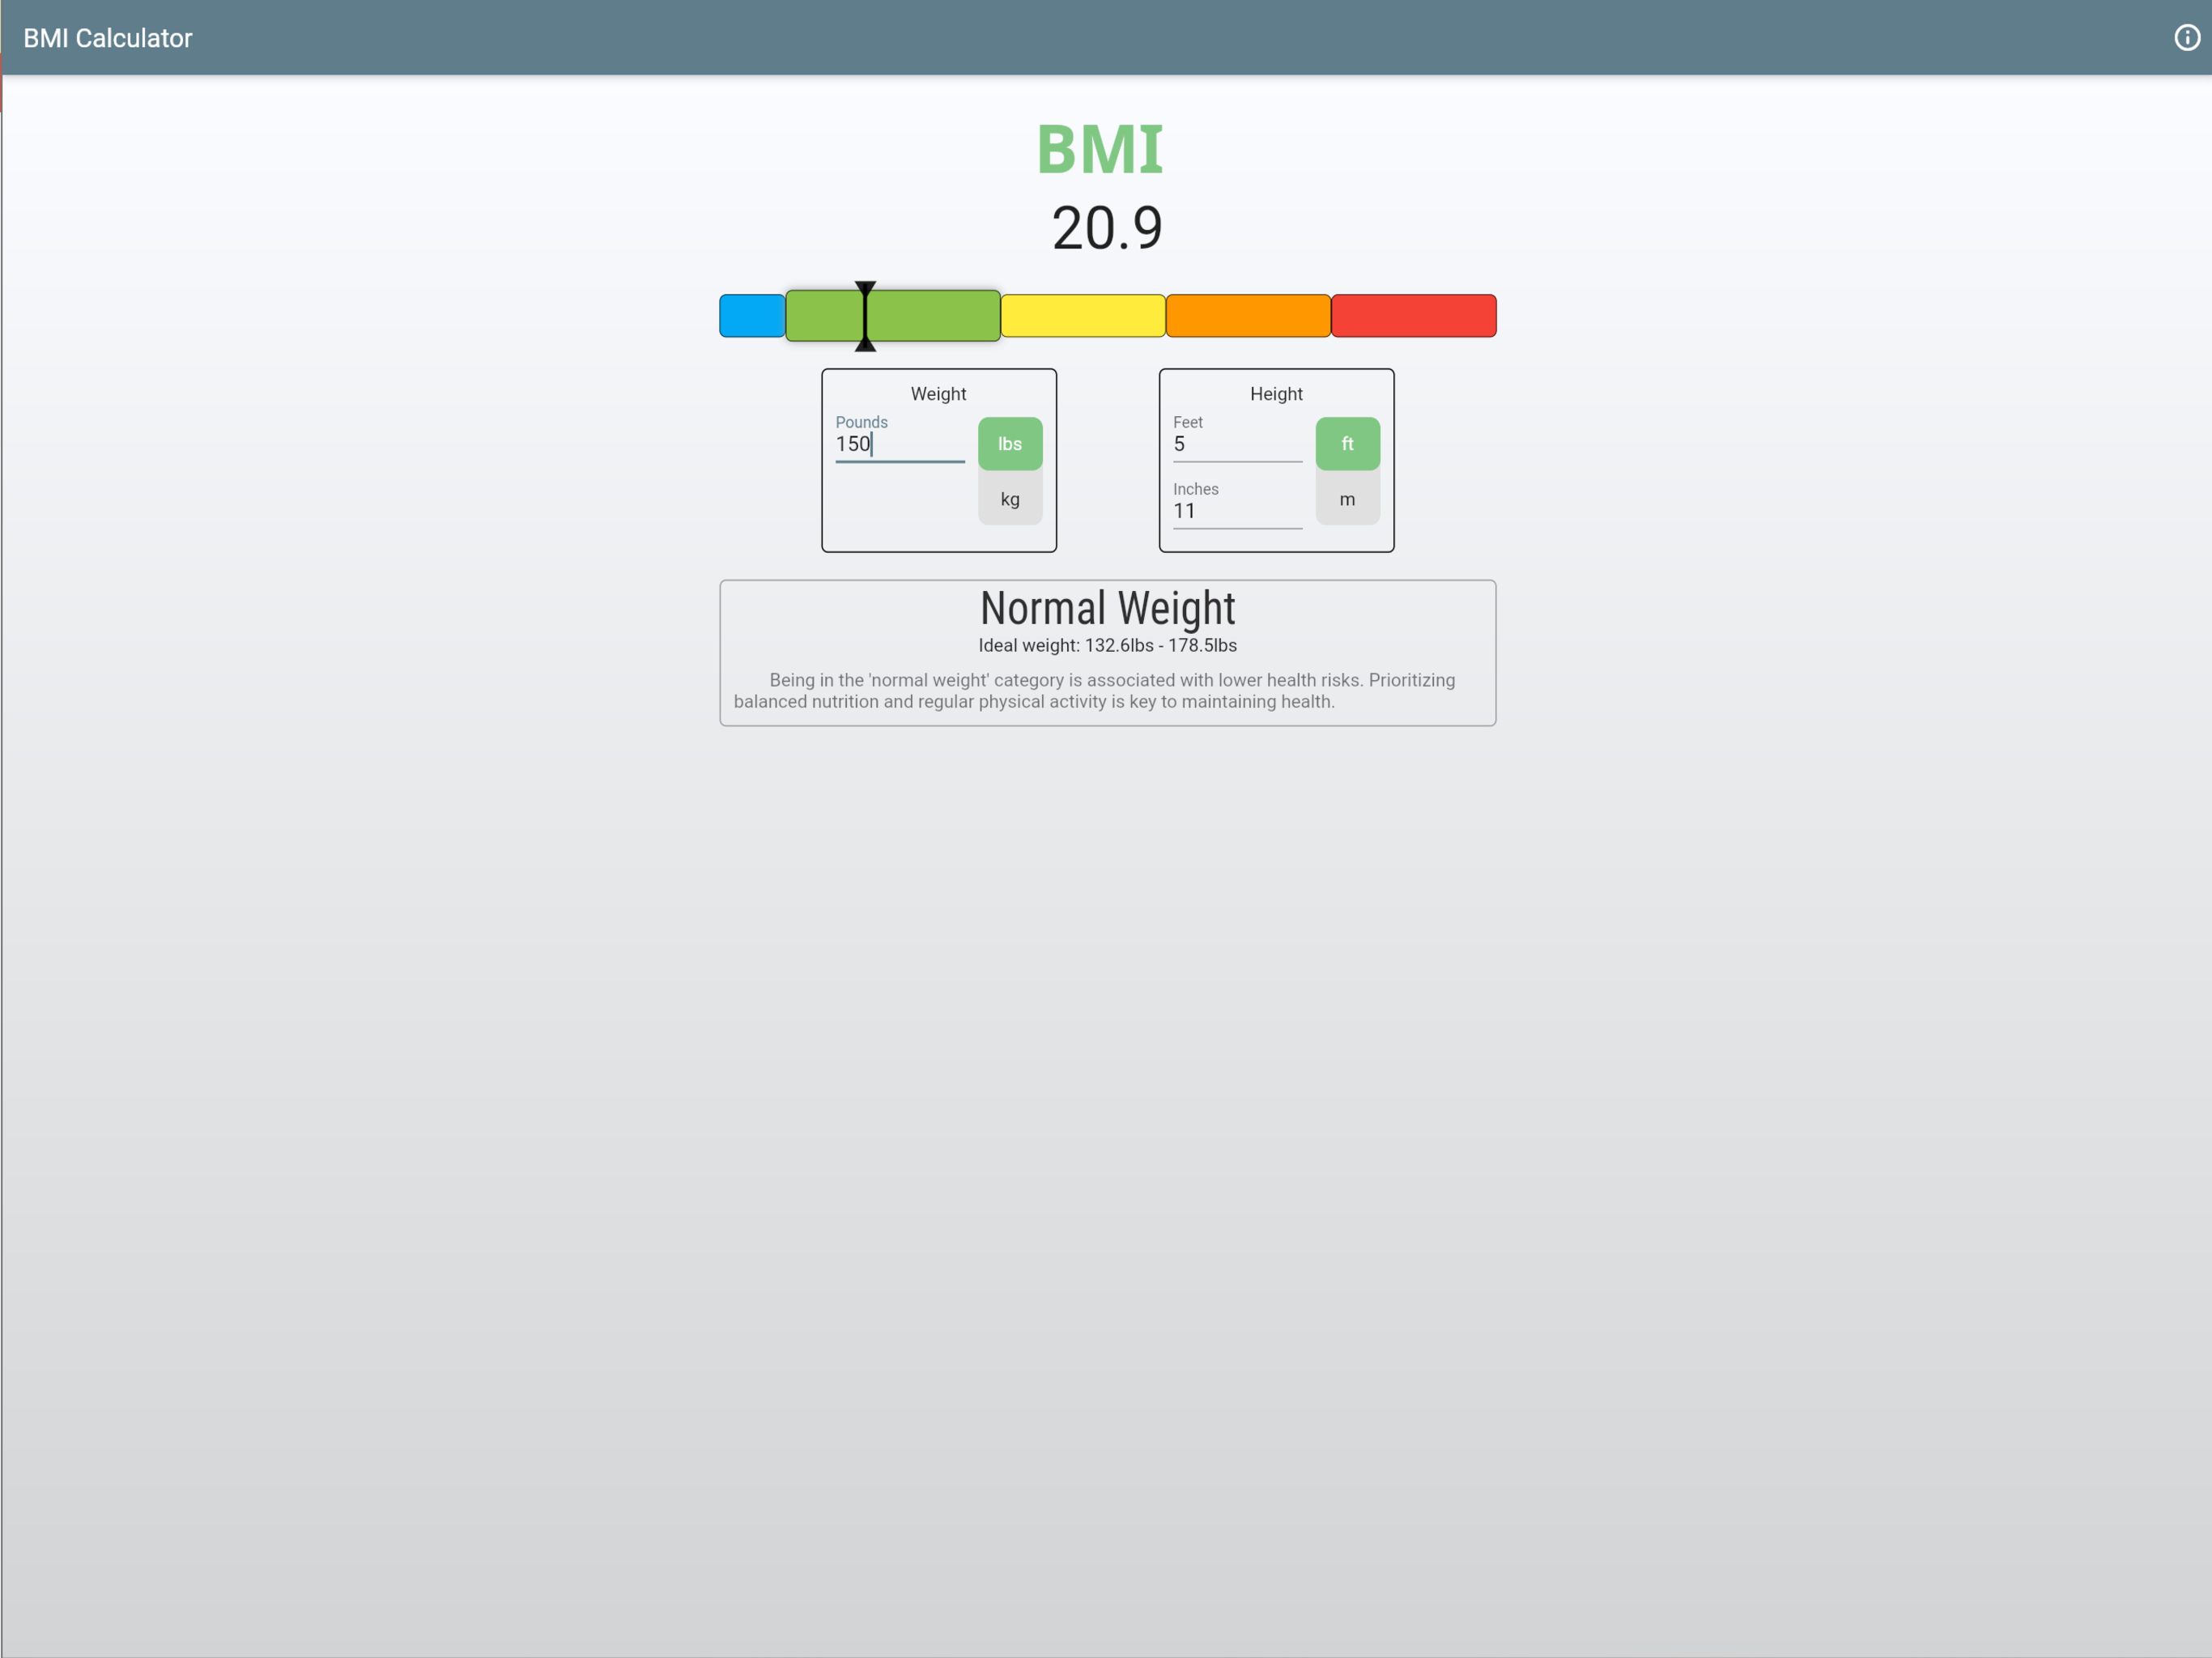 BMI Calculator
BMI
20.9
Weight
Pounds
150
lbs
kg
Height
Feet
5
ft
Inches
11
m
Normal Weight
Ideal weight: 132.6lbs - 178.5lbs
Being in the 'normal weight' category is associated with lower health risks. Prioritizing
balanced nutrition and regular physical activity is key to maintaining health.